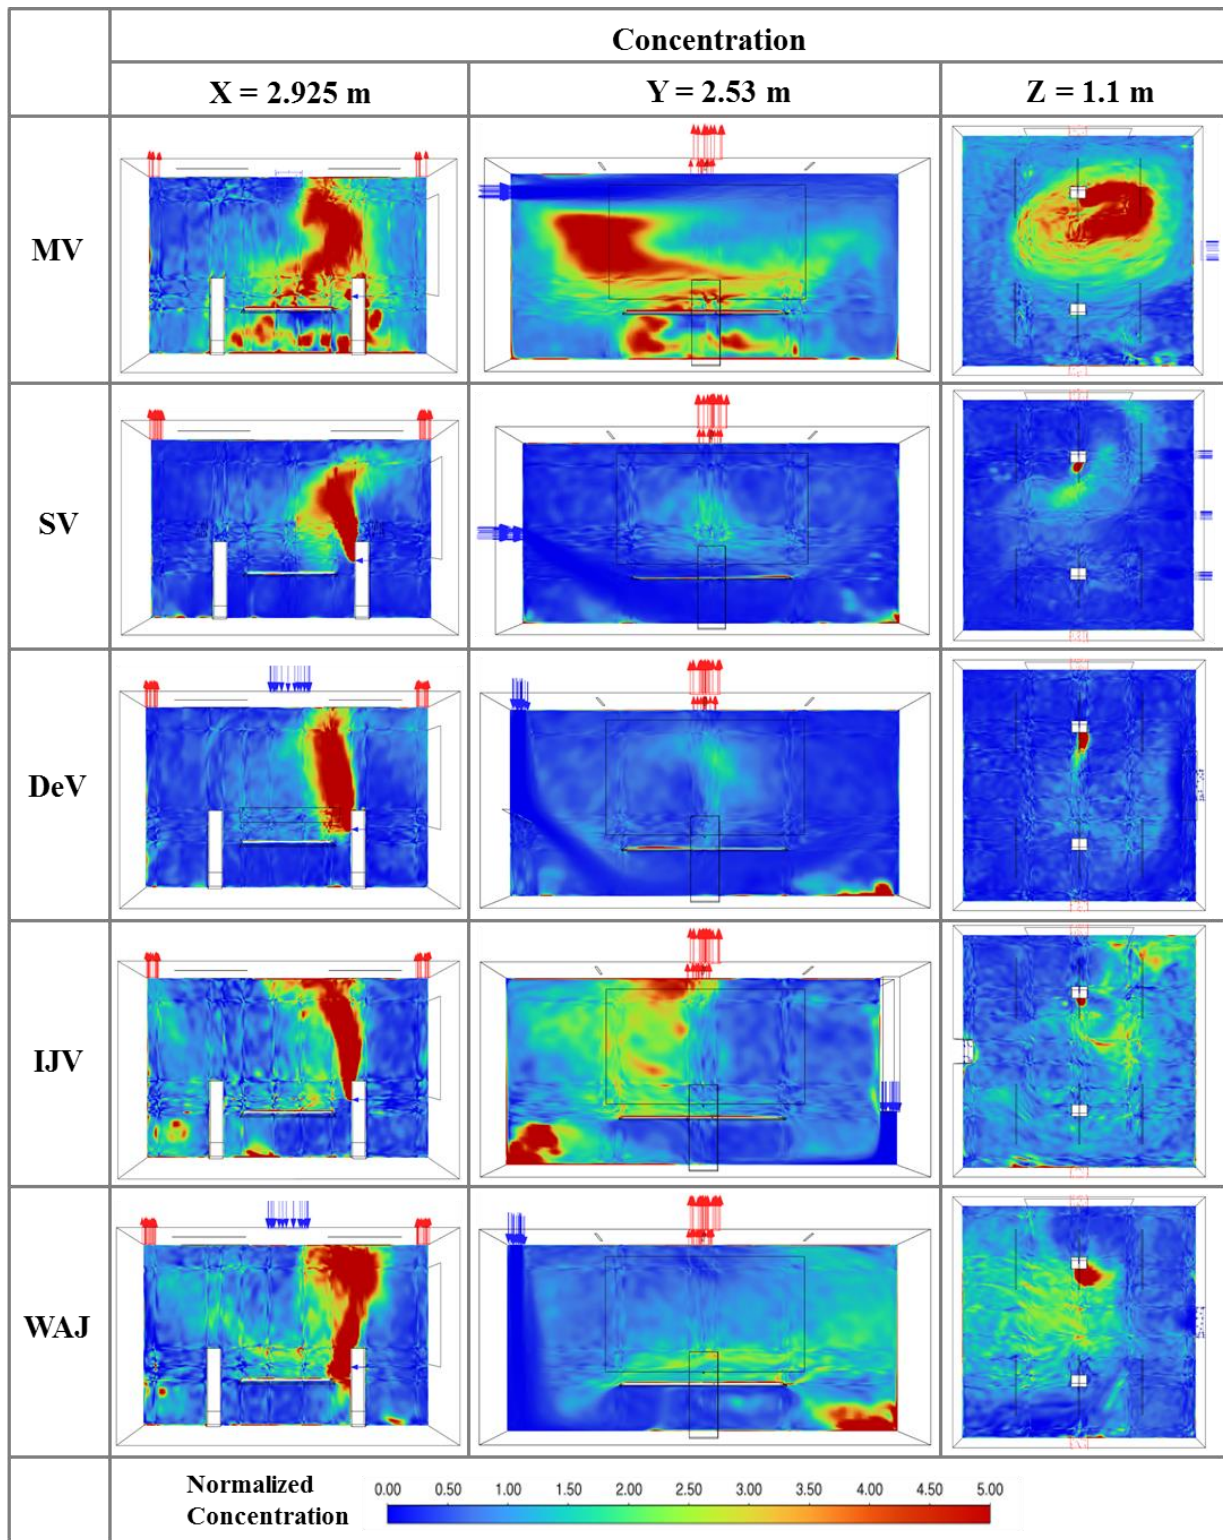 Concentration
X = 2.925 m
Y = 2.53 m
Z = 1.1 m
MV
SV
DeV
IJV
WAJ
Normalized
Concentration
0.00 0.50 1.00 1.50 2.00 2.50 3.00 3.50 4.00 4.50 5.00